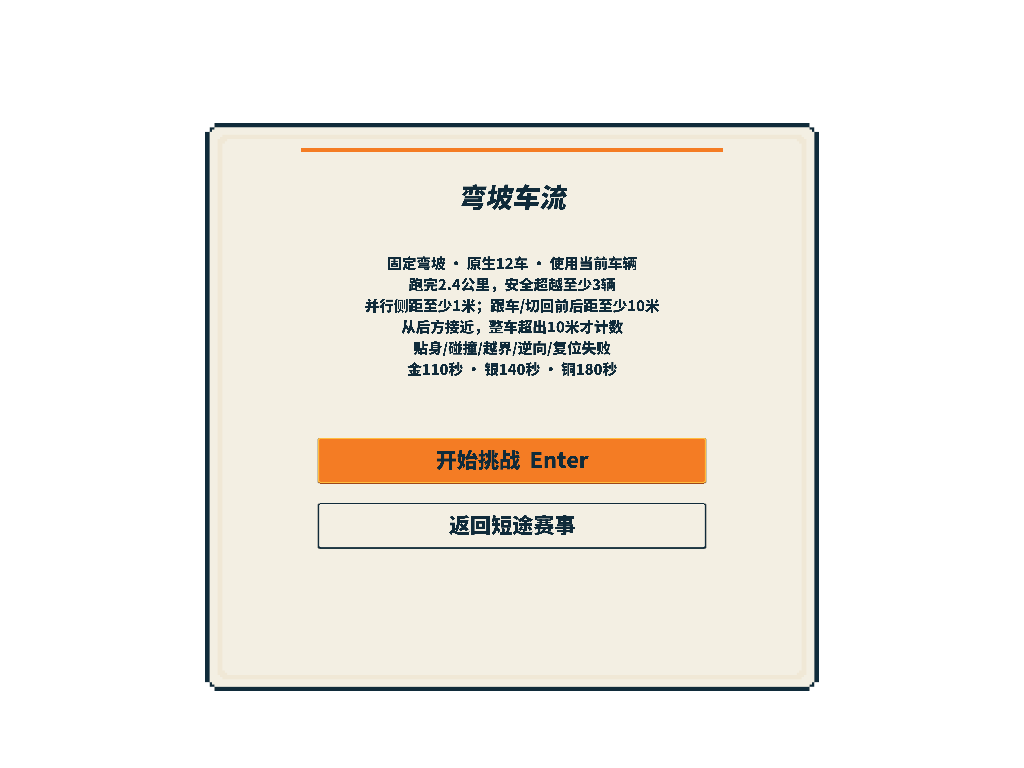 弯坡车流
固定弯坡 · 原生12车 · 使用当前车辆
跑完2.4公里，安全超越至少3辆
并行侧距至少1米；跟车/切回前后距至少10米
从后方接近，整车超出10米才计数
贴身/碰撞/越界/逆向/复位失败
金110秒 · 银140秒 · 铜180秒
开始挑战 Enter
返回短途赛事